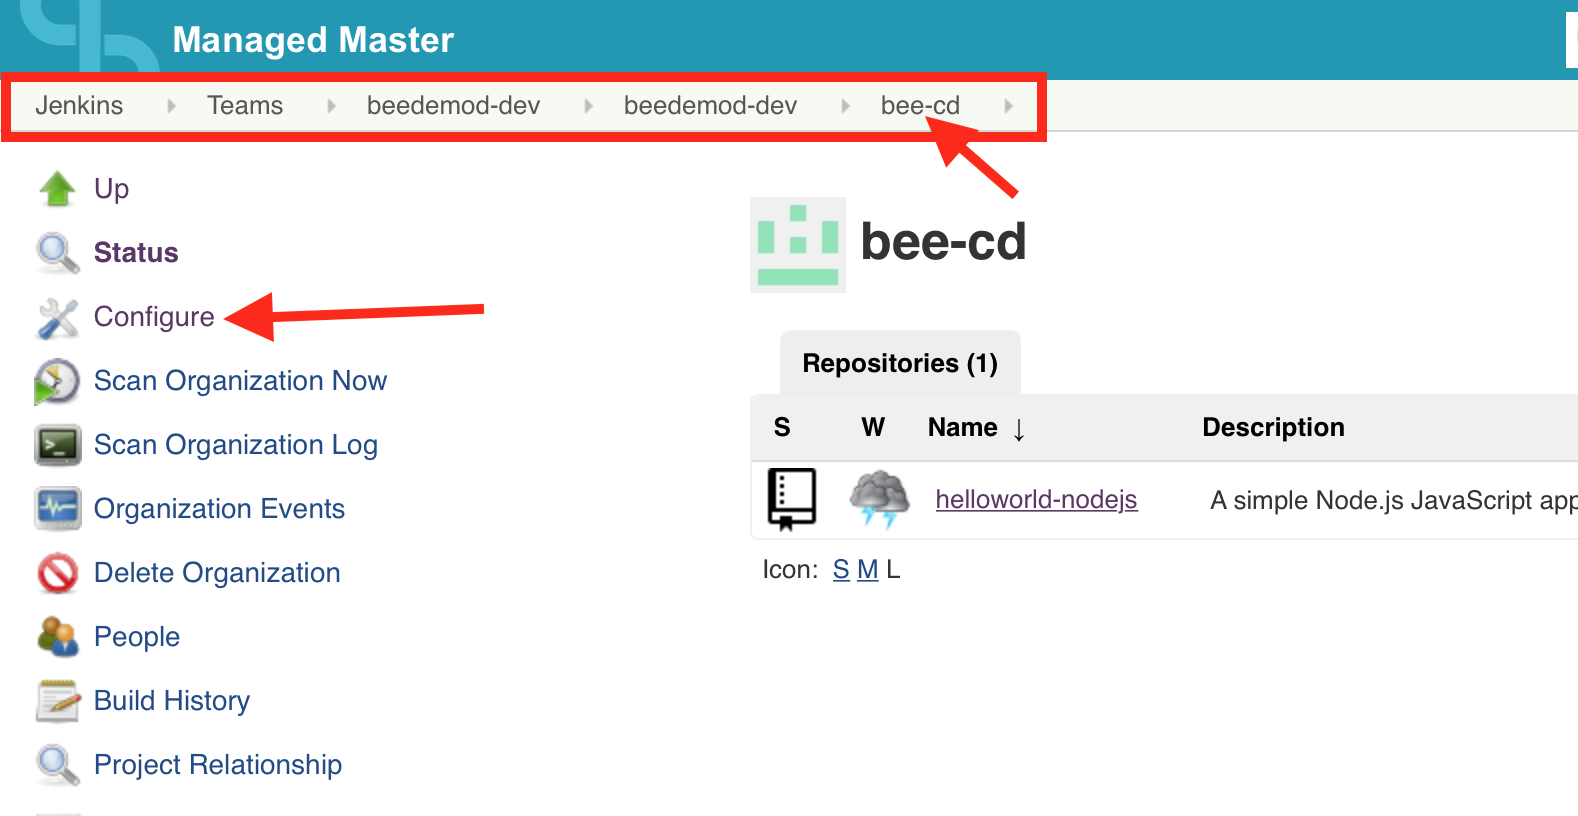 Managed Master
Jenkins Teams beedemod-dev beedemod-dev bee-cd
Up
Status
Configure
Scan Organization Now
Scan Organization Log
Organization Events
Delete Organization
People
Build History
Project Relationship
bee-cd
Repositories (1)
S W Name ↓ Description
helloworld-nodejs A simple Node.js JavaScript app
Icon: S M L